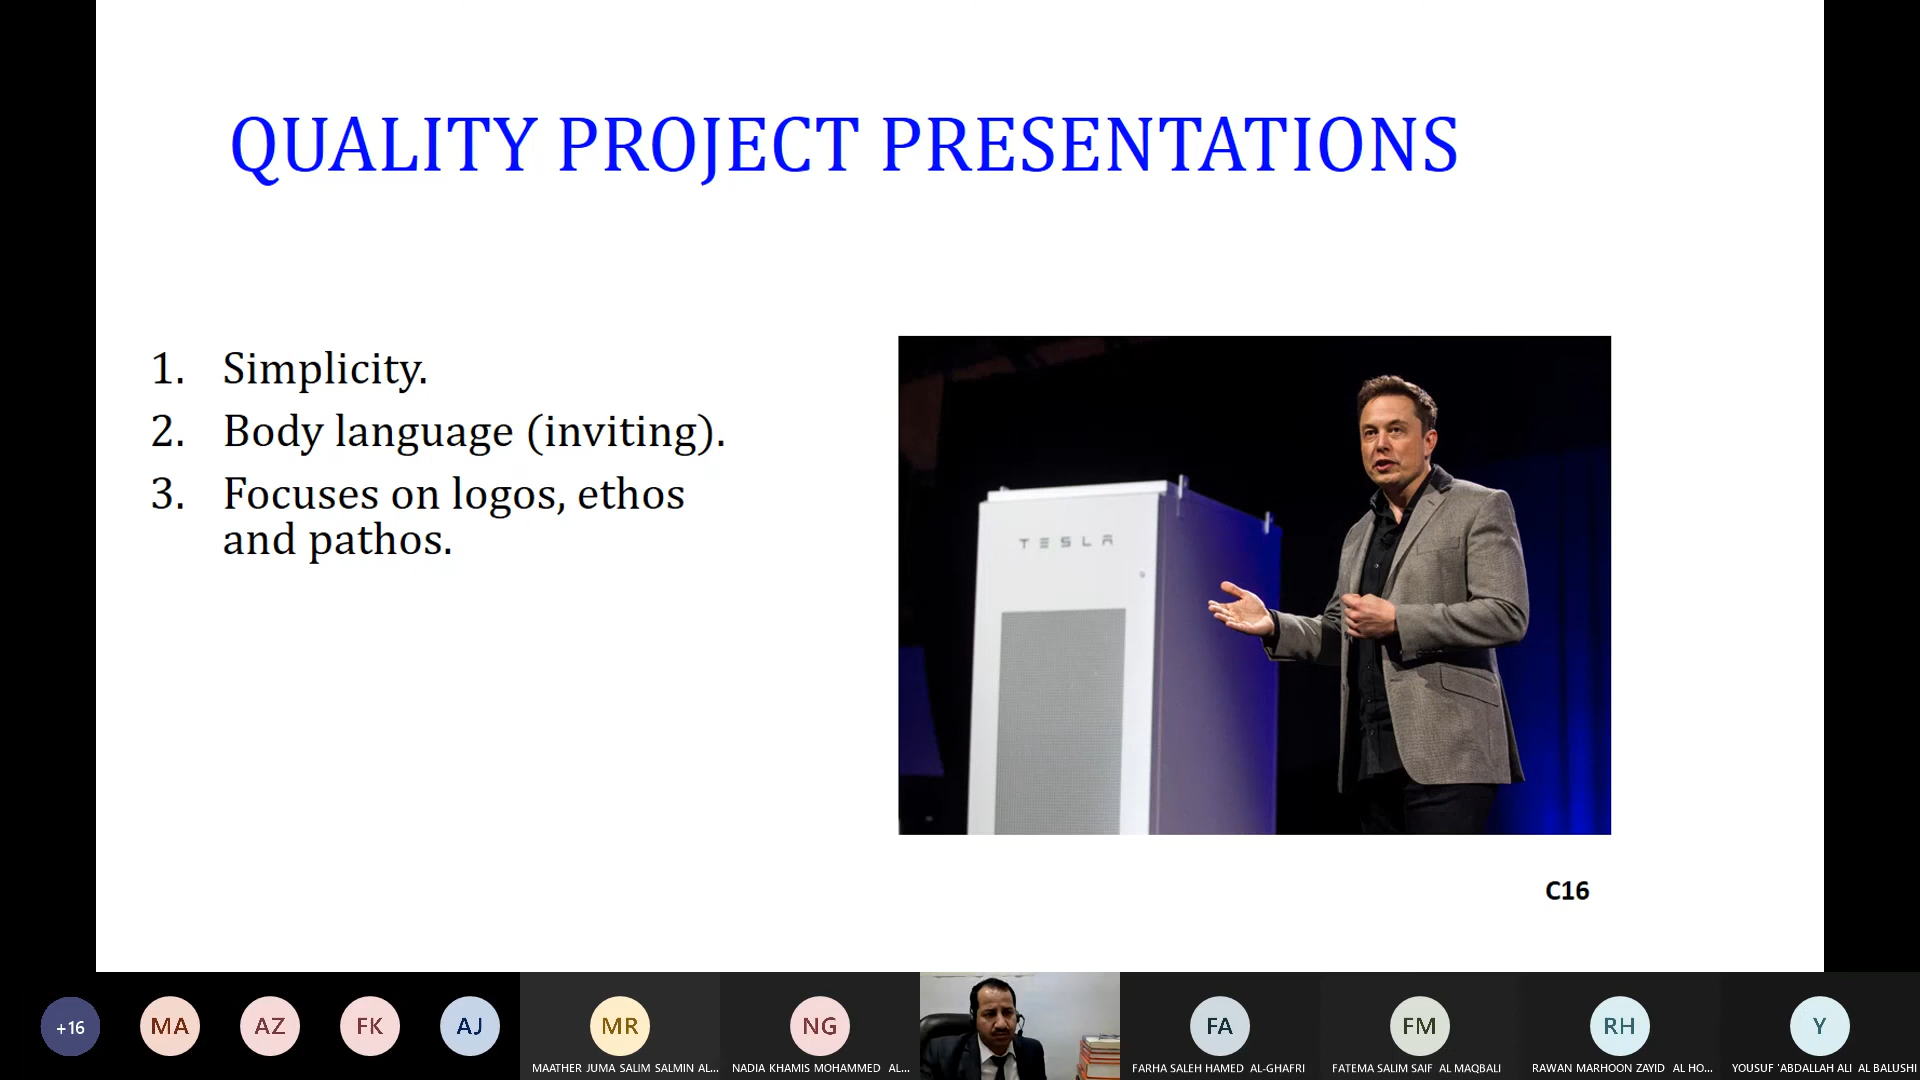 QUALITY PROJECT PRESENTATIONS
1. Simplicity.
2. Body language (inviting).
3. Focuses on logos, ethos
and pathos.
TESLA
C16
+16
MA
AZ
FK
AJ
MR
NG
FA
FM
RH
Y
MAATHER JUMA SALIM SALMIN AL...
NADIA KHAMIS MOHAMMED AL...
FARHA SALEH HAMED AL-GHAFRI
FATEMA SALIM SAIF AL MAQBALI
RAWAN MARHOON ZAYID AL HO...
YOUSUF 'ABDALLAH ALI AL BALUSHI